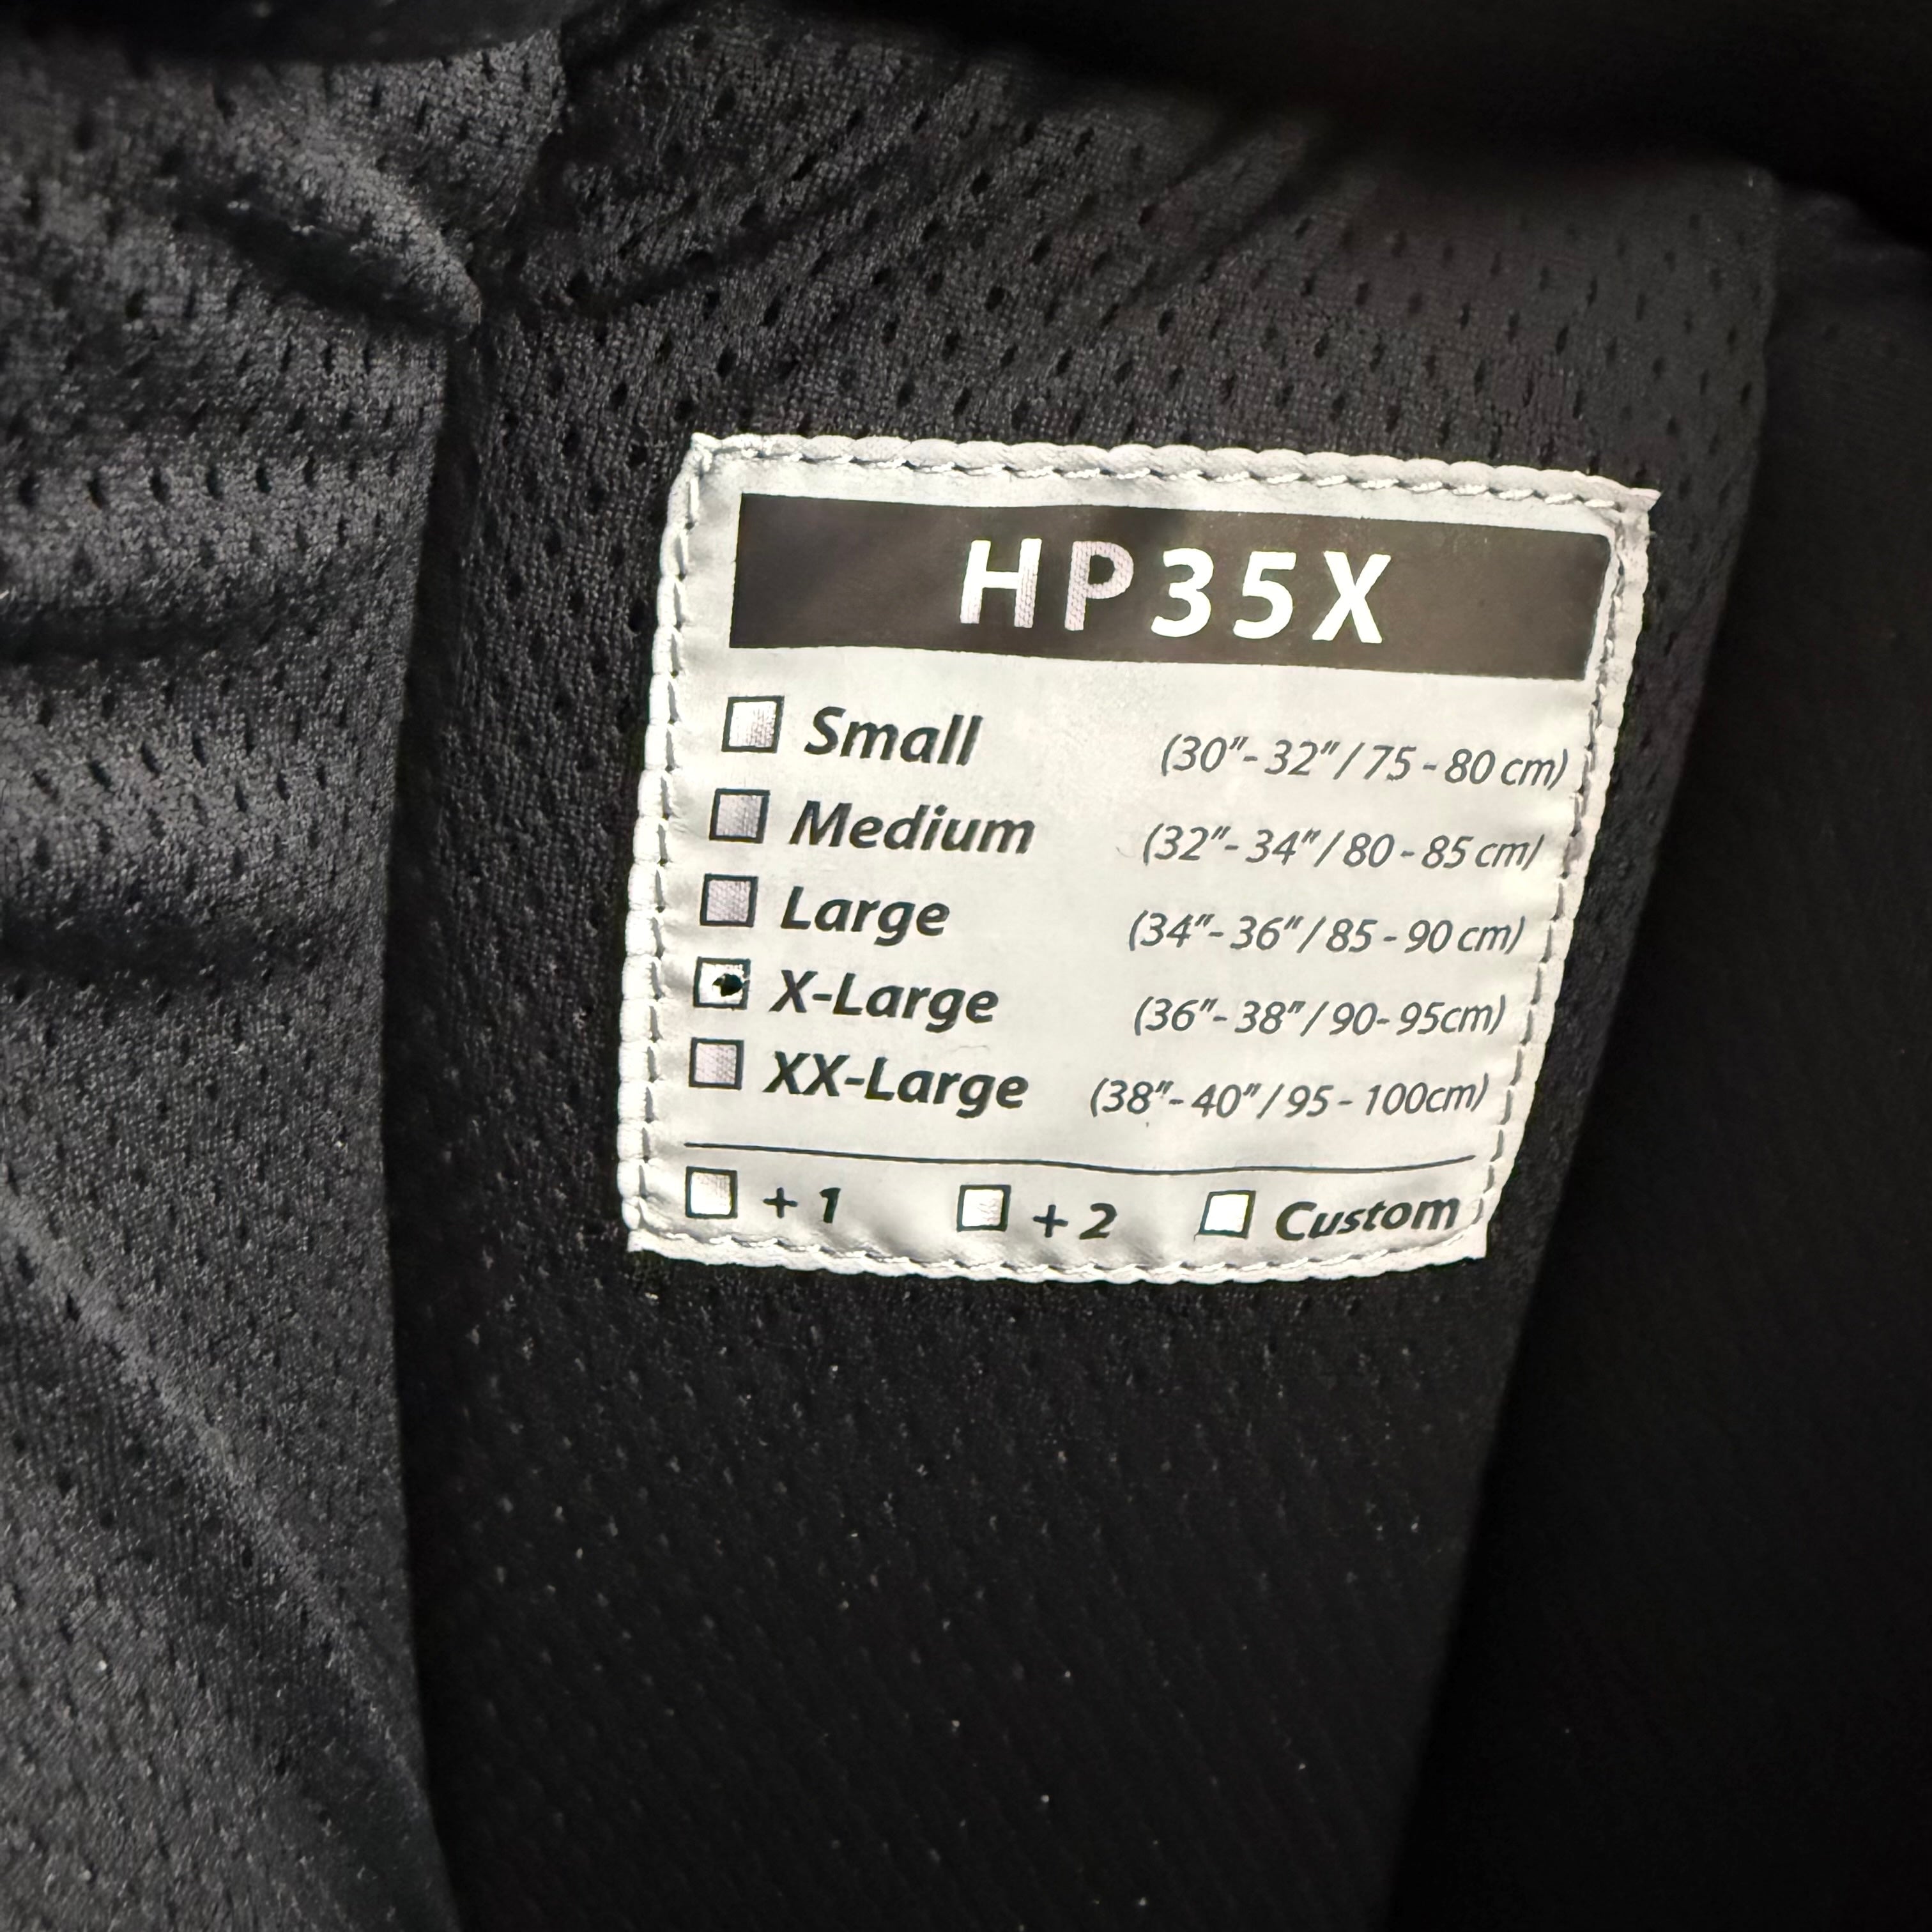 HP35X
Small (30"-32"/75-80 cm)
Medium (32"-34"/80-85 cm)
Large (34"-36"/85-90 cm)
X-Large (36"-38"/90-95cm)
XX-Large (38"-40"/95-100cm)
+1 +2 Custom